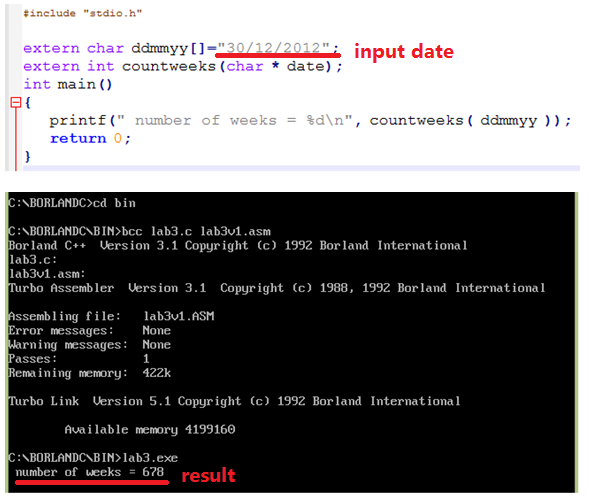 #include "stdio.h"
extern char ddmmyy[]="30/12/2012"; input date
extern int countweeks(char * date);
int main()
{
printf(" number of weeks = %d\n", countweeks( ddmmyy ));
return 0;
}
C:\BORLANDC>cd bin
C:\BORLANDC\BIN>bcc lab3.c lab3v1.asm
Borland C++  Version 3.1 Copyright (c) 1992 Borland International
lab3.c:
lab3v1.asm:
Turbo Assembler  Version 3.1  Copyright (c) 1988, 1992 Borland International
Assembling file:   lab3v1.ASM
Error messages:    None
Warning messages:  None
Passes:            1
Remaining memory:  422k
Turbo Link  Version 5.1 Copyright (c) 1992 Borland International
Available memory 4199160
C:\BORLANDC\BIN>lab3.exe
number of weeks = 678 result